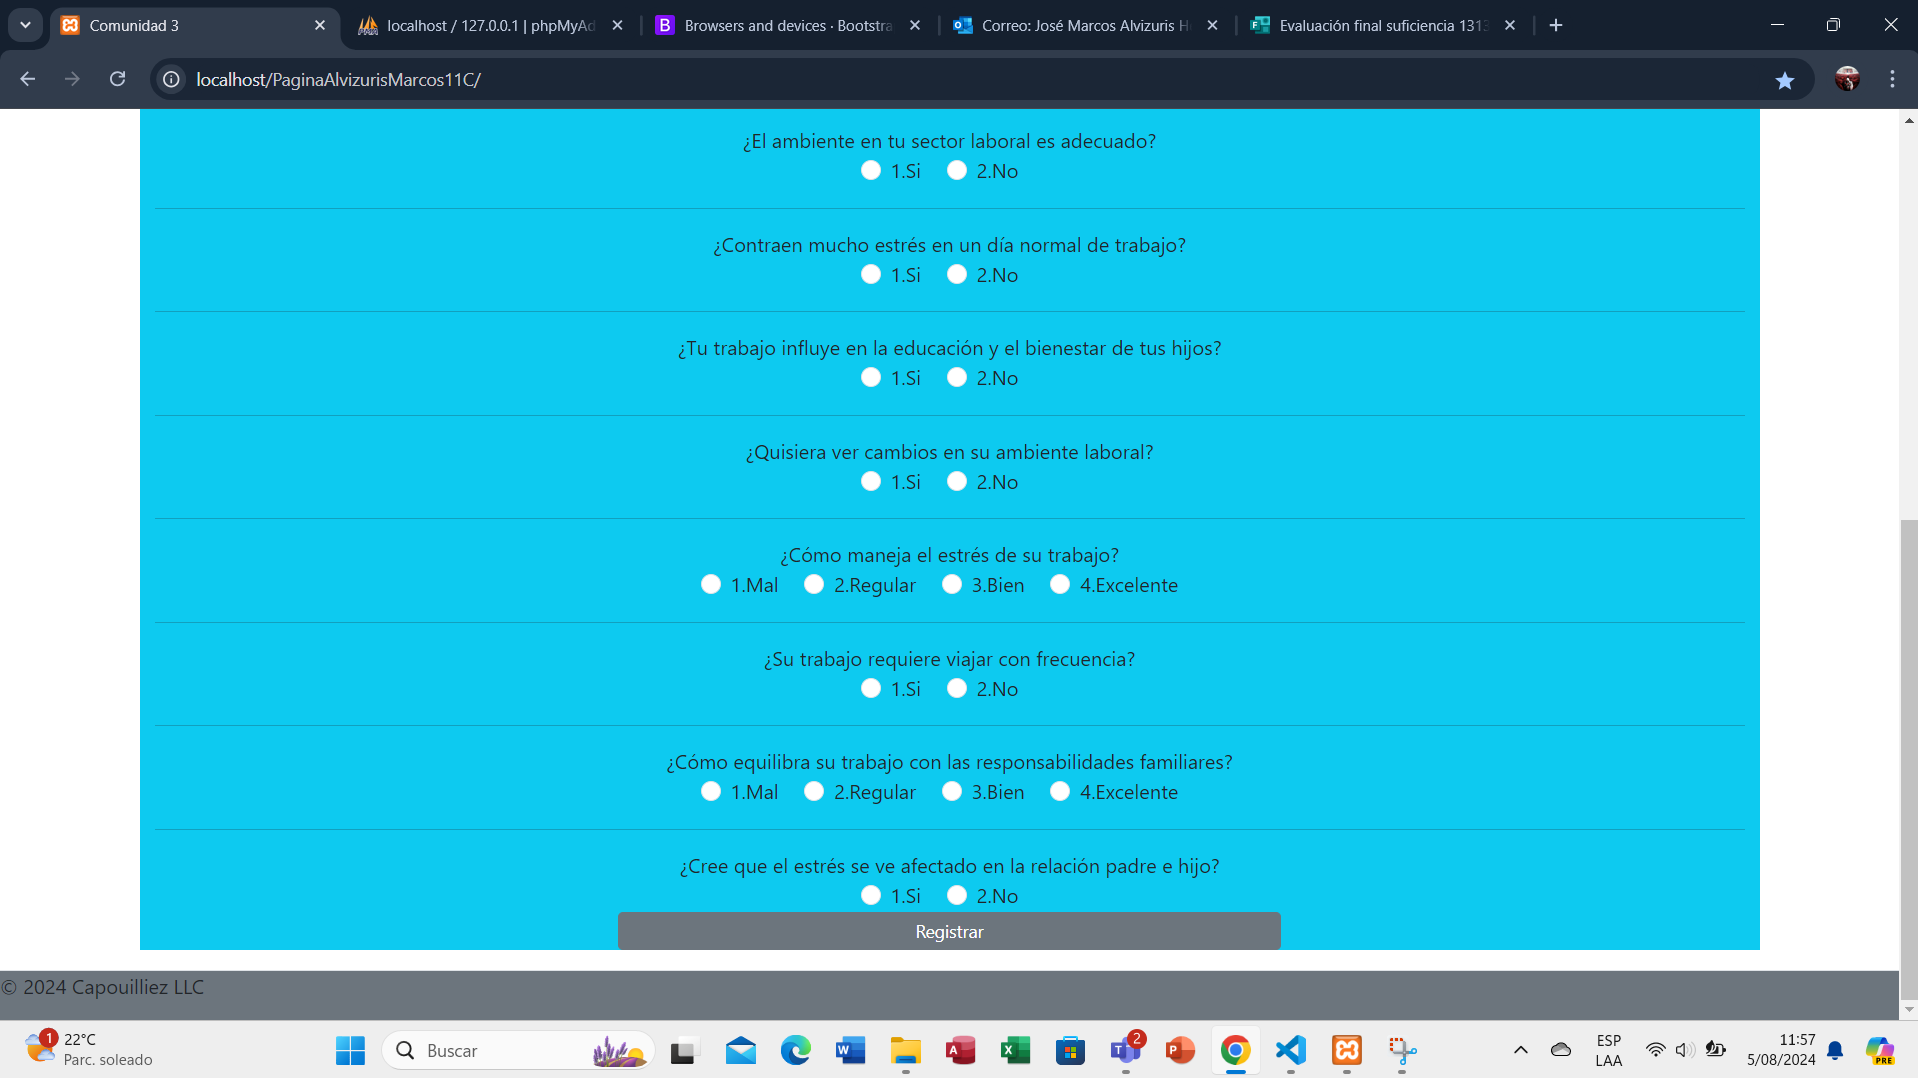 Comunidad 3
localhost / 127.0.0.1 | phpMyAd
Browsers and devices · Bootstra
Correo: José Marcos Alvizuris H
Evaluación final suficiencia 1313
localhost/PaginaAlvizurisMarcos11C/
¿El ambiente en tu sector laboral es adecuado?
1.Si 2.No
¿Contraen mucho estrés en un día normal de trabajo?
1.Si 2.No
¿Tu trabajo influye en la educación y el bienestar de tus hijos?
1.Si 2.No
¿Quisiera ver cambios en su ambiente laboral?
1.Si 2.No
¿Cómo maneja el estrés de su trabajo?
1.Mal 2.Regular 3.Bien 4.Excelente
¿Su trabajo requiere viajar con frecuencia?
1.Si 2.No
¿Cómo equilibra su trabajo con las responsabilidades familiares?
1.Mal 2.Regular 3.Bien 4.Excelente
¿Cree que el estrés se ve afectado en la relación padre e hijo?
1.Si 2.No
Registrar
© 2024 Capouilliez LLC
1
22°C
Parc. soleado
Buscar
2
ESP
LAA
11:57
5/08/2024
PRE